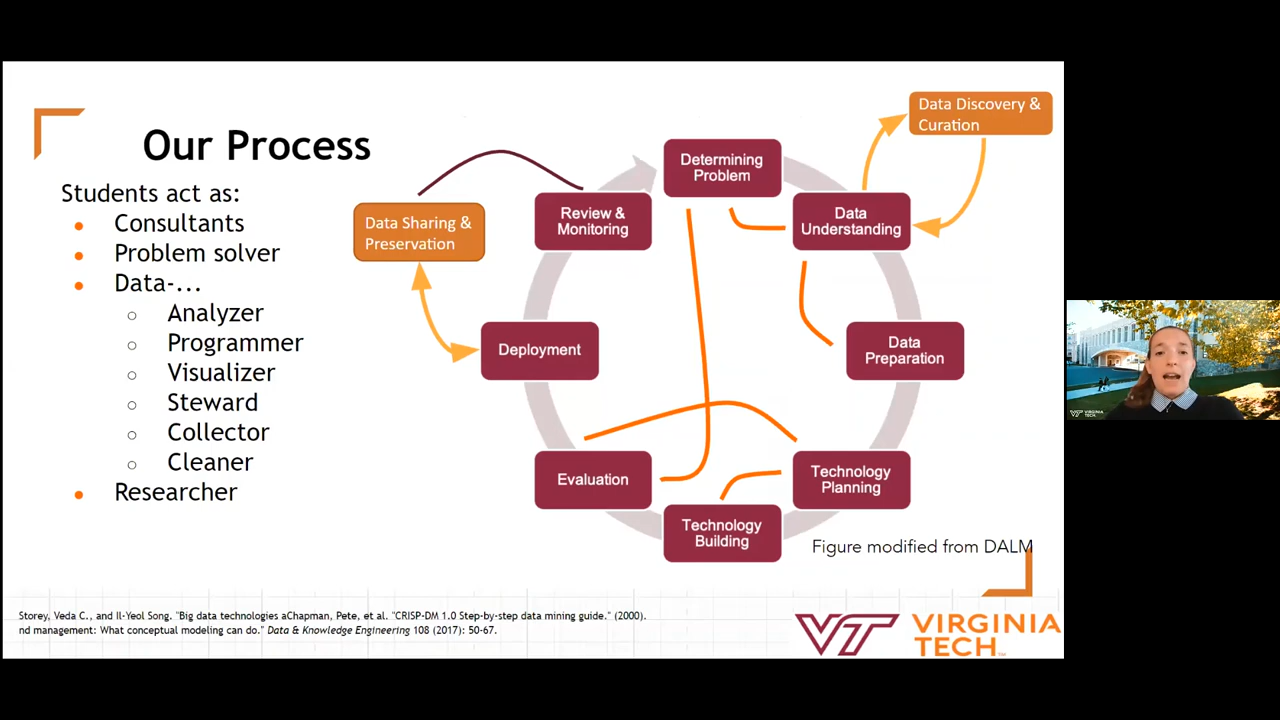 Our Process
Students act as:
Consultants
Problem solver
Data-...
Analyzer
Programmer
Visualizer
Steward
Collector
Cleaner
Researcher
Data Discovery &
Curation
Determining
Problem
Data
Understanding
Review &
Monitoring
Data Sharing &
Preservation
Deployment
Data
Preparation
Evaluation
Technology
Planning
Technology
Building
Figure modified from DALM
Storey, Veda C., and Il-Yeol Song. "Big data technologies aChapman, Pete, et al. "CRISP-DM 1.0 Step-by-step data mining guide." (2000).
nd management: What conceptual modeling can do." Data & Knowledge Engineering 108 (2017): 50-67.
VT VIRGINIA
TECH™
VT VIRGINIA
TECH